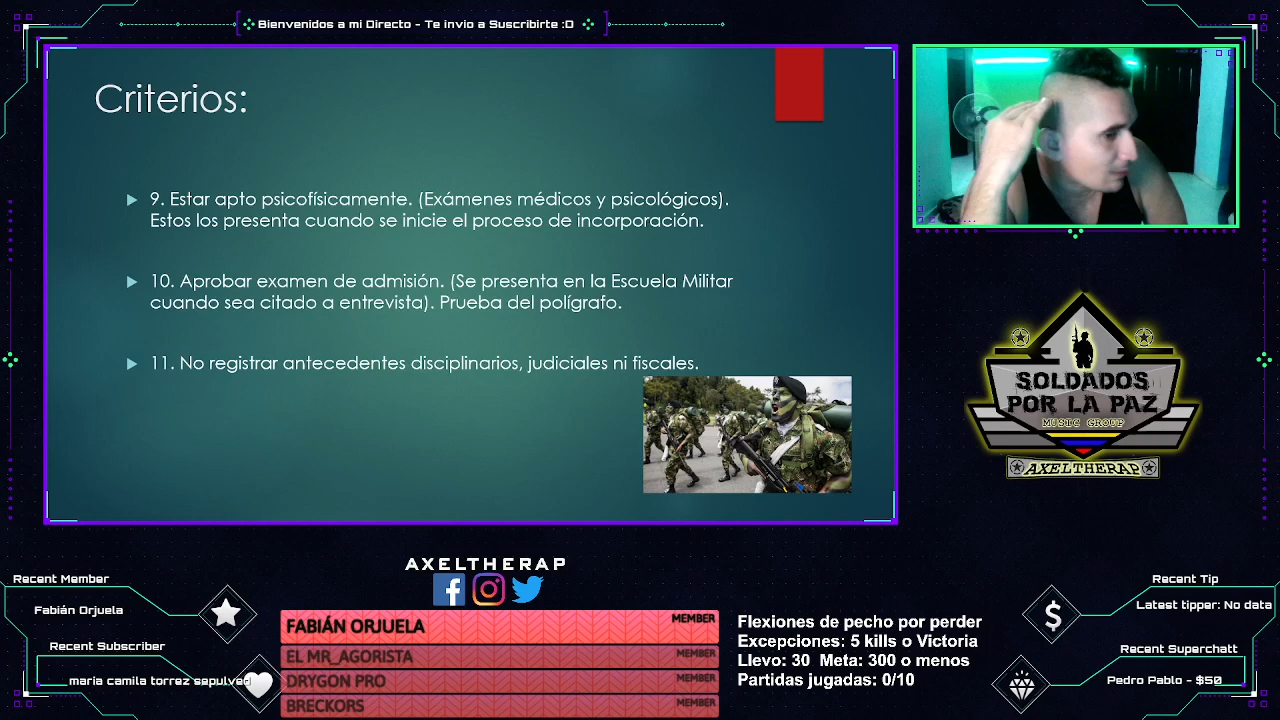 Bienvenidos a mi Directo - Te invio a Suscribirte :D
Criterios:
9. Estar apto psicofísicamente. (Exámenes médicos y psicológicos).
Estos los presenta cuando se inicie el proceso de incorporación.
10. Aprobar examen de admisión. (Se presenta en la Escuela Militar
cuando sea citado a entrevista). Prueba del polígrafo.
11. No registrar antecedentes disciplinarios, judiciales ni fiscales.
SOLDADOS
POR LA PAZ
MUSIC GROUP
AXELTHERAP
AXELTHERAP
Recent Member
Fabián Orjuela
Recent Subscriber
maria camila torrez sepulved
FABIÁN ORJUELA MEMBER
EL MR_AGORISTA MEMBER
DRYGON PRO MEMBER
BRECKORS MEMBER
Flexiones de pecho por perder
Excepciones: 5 kills o Victoria
Llevo: 30 Meta: 300 o menos
Partidas jugadas: 0/10
Recent Tip
Latest tipper: No data
Recent Superchatt
Pedro Pablo - $50